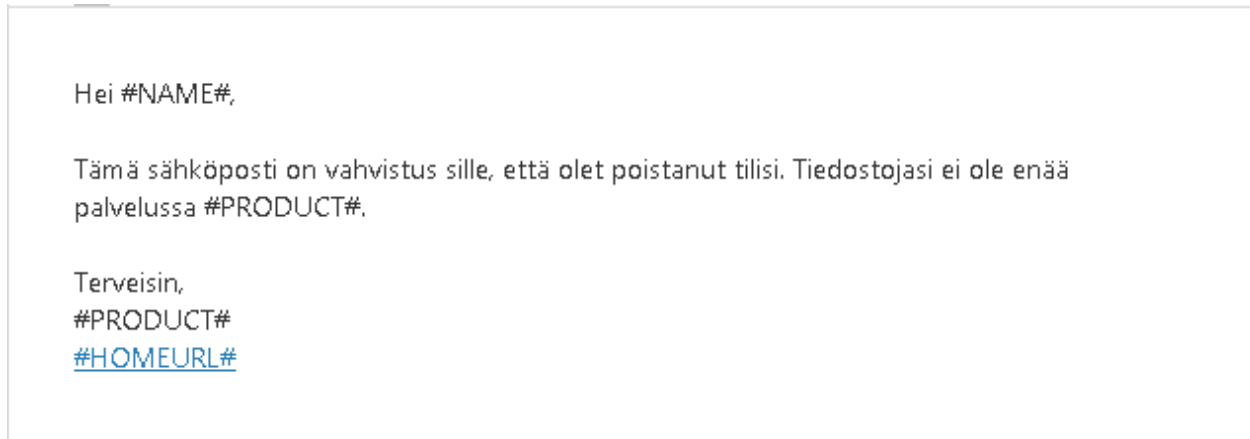 Hei #NAME#,
Tämä sähköposti on vahvistus sille, että olet poistanut tilisi. Tiedostojasi ei ole enää
palvelussa #PRODUCT#.
Terveisin,
#PRODUCT#
#HOMEURL#